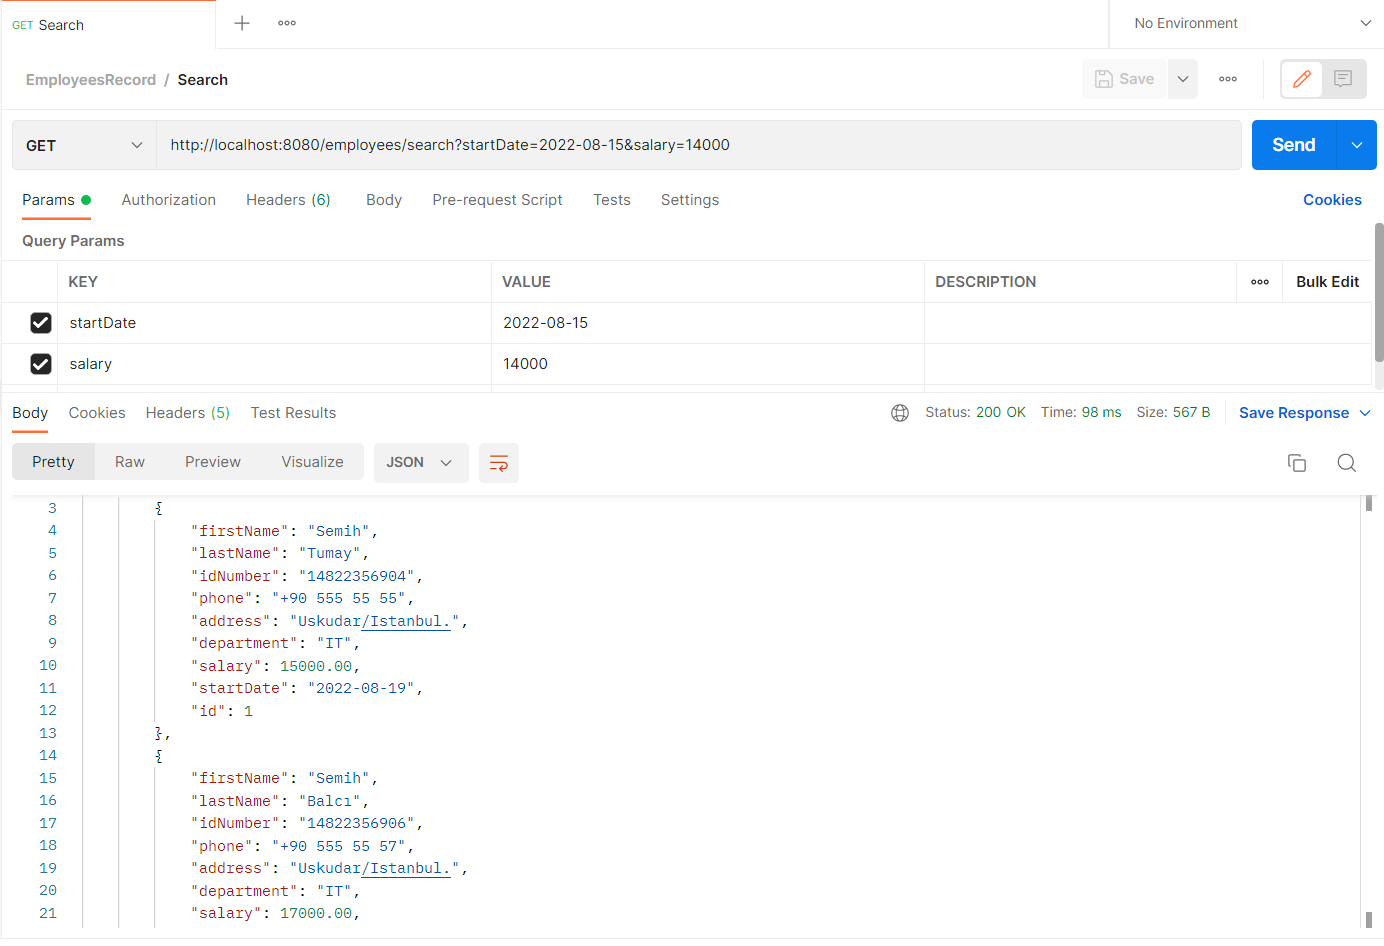 GET Search
No Environment
EmployeesRecord / Search
Save
GET
http://localhost:8080/employees/search?startDate=2022-08-15&salary=14000
Send
Params Authorization Headers (6) Body Pre-request Script Tests Settings Cookies
Query Params
KEY VALUE DESCRIPTION Bulk Edit
startDate 2022-08-15
salary 14000
Body Cookies Headers (5) Test Results Status: 200 OK Time: 98 ms Size: 567 B Save Response
Pretty Raw Preview Visualize JSON
3 {
4 "firstName": "Semih",
5 "lastName": "Tumay",
6 "idNumber": "14822356904",
7 "phone": "+90 555 55 55",
8 "address": "Uskudar/Istanbul.",
9 "department": "IT",
10 "salary": 15000.00,
11 "startDate": "2022-08-19",
12 "id": 1
13 },
14 {
15 "firstName": "Semih",
16 "lastName": "Balcı",
17 "idNumber": "14822356906",
18 "phone": "+90 555 55 57",
19 "address": "Uskudar/Istanbul.",
20 "department": "IT",
21 "salary": 17000.00,